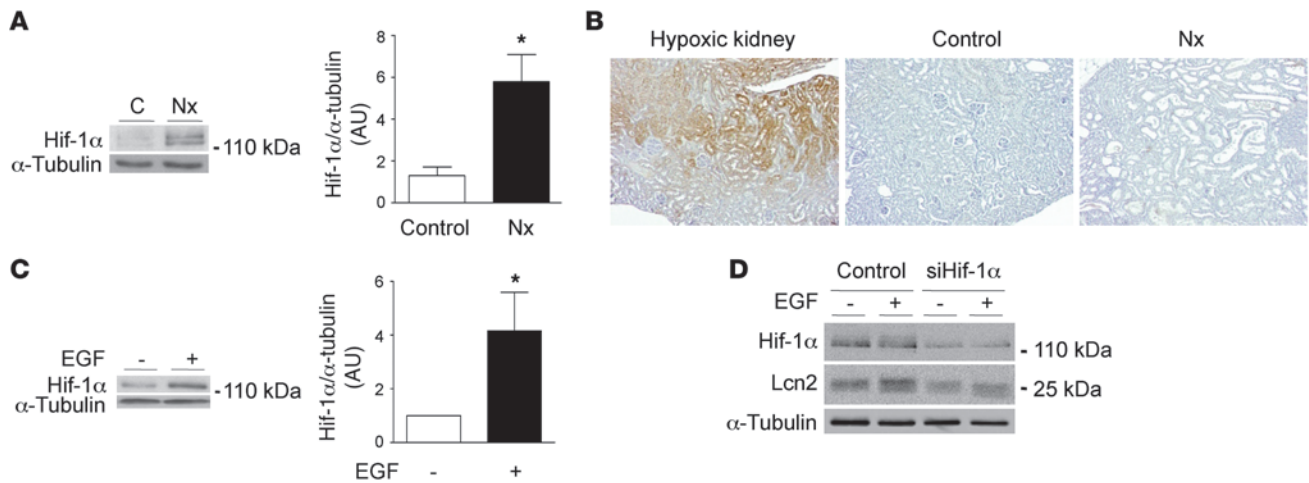 A
C Nx
Hif-1α
α-Tubulin
- 110 kDa
Hif-1α/α-tubulin
(AU)
8
6
4
2
0
*
Control Nx
B
Hypoxic kidney Control Nx
C
EGF - +
Hif-1α
α-Tubulin
- 110 kDa
Hif-1α/α-tubulin
(AU)
6
4
2
0
*
EGF - +
D
Control siHif-1α
EGF - + - +
Hif-1α - 110 kDa
Lcn2 - 25 kDa
α-Tubulin